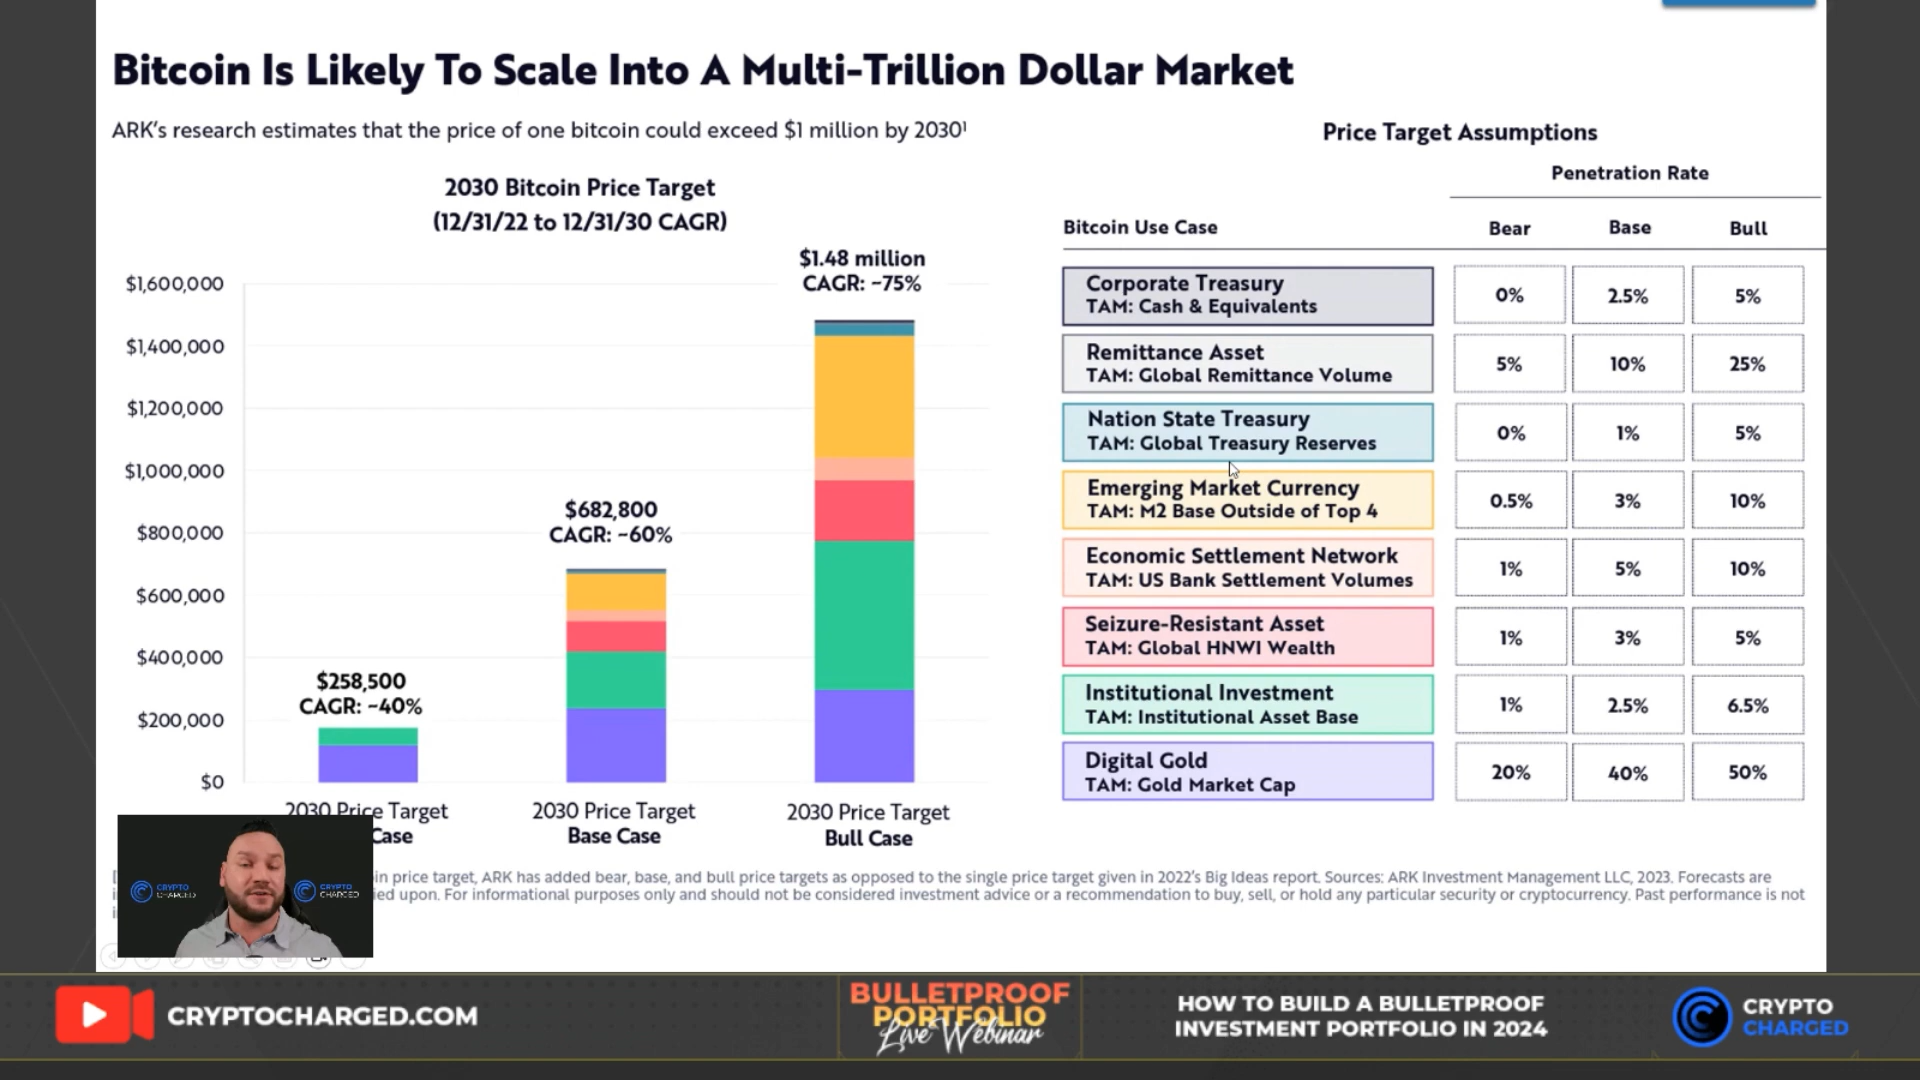 Bitcoin Is Likely To Scale Into A Multi-Trillion Dollar Market
ARK's research estimates that the price of one bitcoin could exceed $1 million by 2030¹
2030 Bitcoin Price Target
(12/31/22 to 12/31/30 CAGR)
$1,600,000
$1,400,000
$1,200,000
$1,000,000
$800,000
$600,000
$400,000
$200,000
$0
$258,500
CAGR: ~40%
$682,800
CAGR: ~60%
$1.48 million
CAGR: ~75%
2030 Price Target
Case
2030 Price Target
Base Case
2030 Price Target
Bull Case
Price Target Assumptions
Penetration Rate
Bitcoin Use Case Bear Base Bull
Corporate Treasury
TAM: Cash & Equivalents
0% 2.5% 5%
Remittance Asset
TAM: Global Remittance Volume
5% 10% 25%
Nation State Treasury
TAM: Global Treasury Reserves
0% 1% 5%
Emerging Market Currency
TAM: M2 Base Outside of Top 4
0.5% 3% 10%
Economic Settlement Network
TAM: US Bank Settlement Volumes
1% 5% 10%
Seizure-Resistant Asset
TAM: Global HNWI Wealth
1% 3% 5%
Institutional Investment
TAM: Institutional Asset Base
1% 2.5% 6.5%
Digital Gold
TAM: Gold Market Cap
20% 40% 50%
price target, ARK has added bear, base, and bull price targets as opposed to the single price target given in 2022's Big Ideas report. Sources: ARK Investment Management LLC, 2023. Forecasts are
upon. For informational purposes only and should not be considered investment advice or a recommendation to buy, sell, or hold any particular security or cryptocurrency. Past performance is not
CRYPTO
CHARGED
CRYPTO
CHARGED
CRYPTOCHARGED.COM
BULLETPROOF
PORTFOLIO
Live Webinar
HOW TO BUILD A BULLETPROOF
INVESTMENT PORTFOLIO IN 2024
CRYPTO
CHARGED